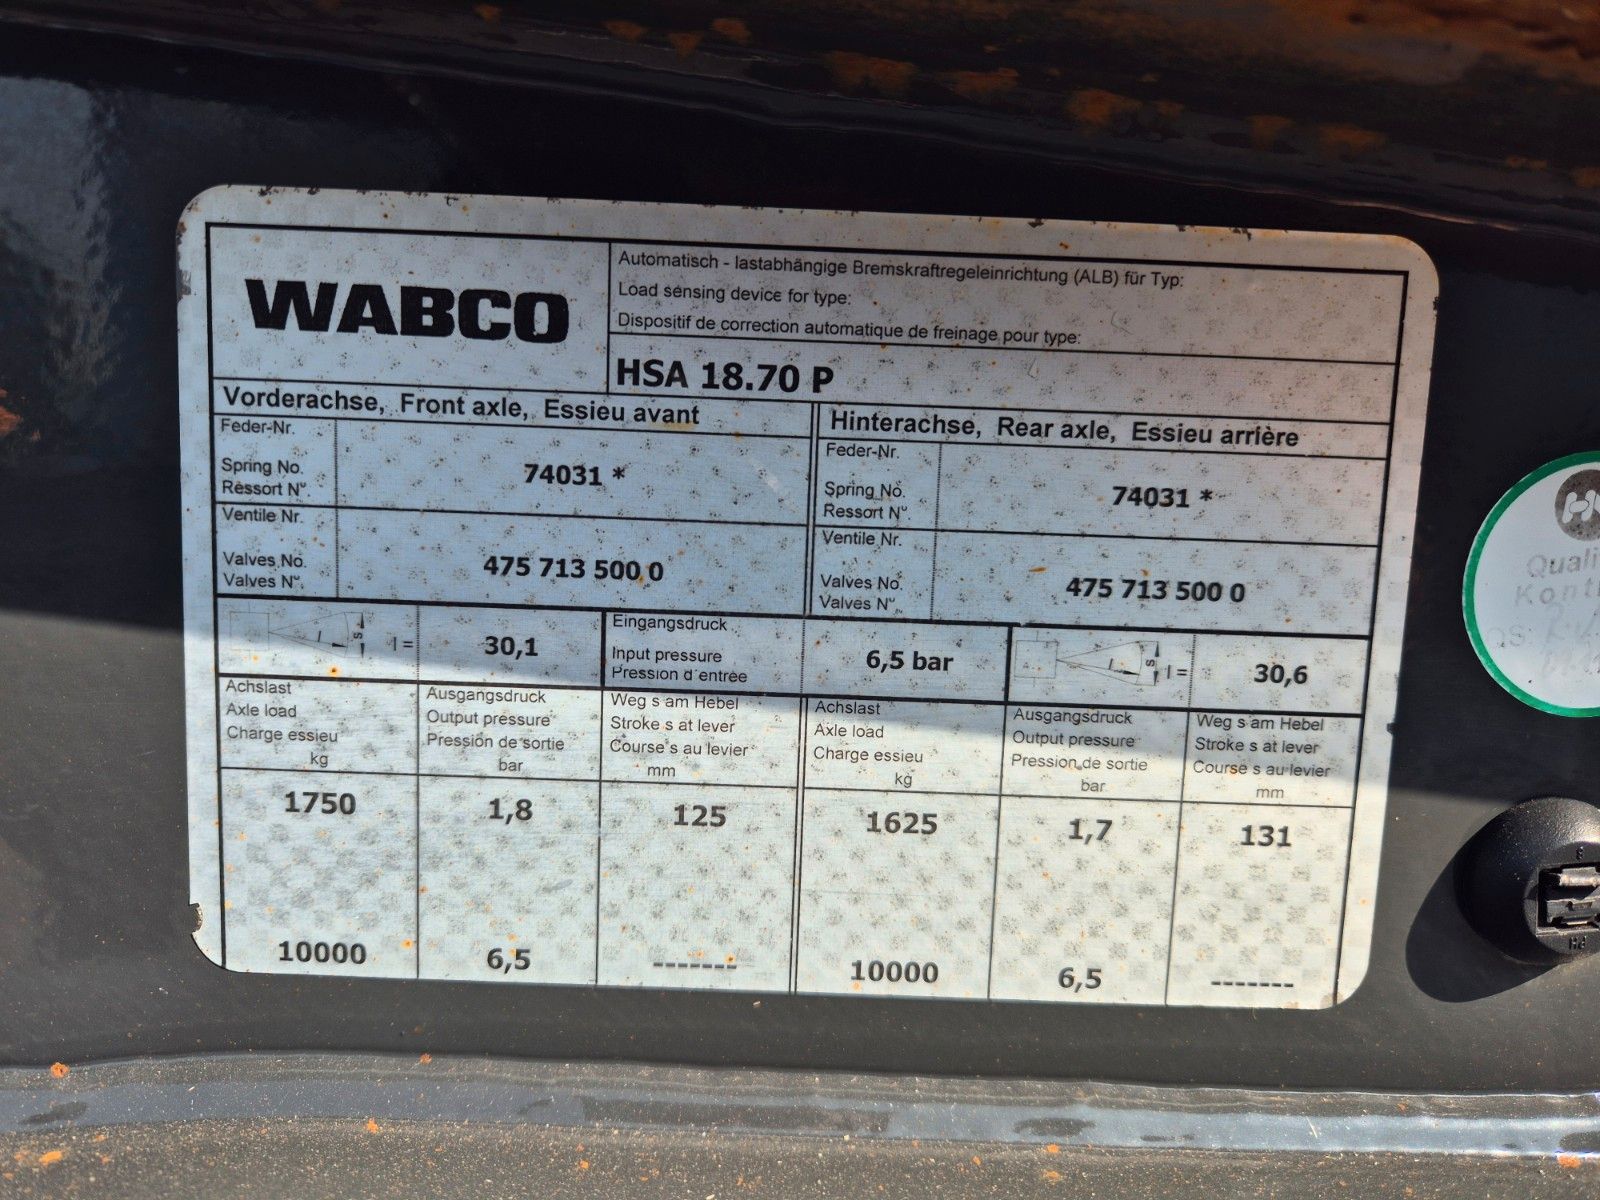 WABCO
Automatisch - lastabhängige Bremskraftregeleinrichtung (ALB) für Typ:
Load sensing device for type:
Dispositif de correction automatique de freinage pour type:
HSA 18.70 P
Vorderachse, Front axle, Essieu avant
Hinterachse, Rear axle, Essieu arrière
Feder-Nr.
Spring No.
Ressort N°.
74031 *
Feder-Nr.
Spring No.
Ressort N°
74031 *
Ventile Nr.
Valves No.
Valves N°.
475 713 500 0
Ventile Nr.
Valves No.
Valves N°.
475 713 500 0
l s l =
30,1
Eingangsdruck
Input pressure
Pression d'entrée
6,5 bar
l s l =
30,6
Achslast
Axle load
Charge essieu
kg
Ausgangsdruck
Output pressure
Pression de sortie
bar
Weg s am Hebel
Stroke s at lever
Course s au levier
mm
Achslast
Axle load
Charge essieu
kg
Ausgangsdruck
Output pressure
Pression de sortie
bar
Weg s am Hebel
Stroke s at lever
Course s au levier
mm
1750 1,8 125 1625 1,7 131
10000 6,5 ------- 10000 6,5 -------
Quali
Kont
QS: